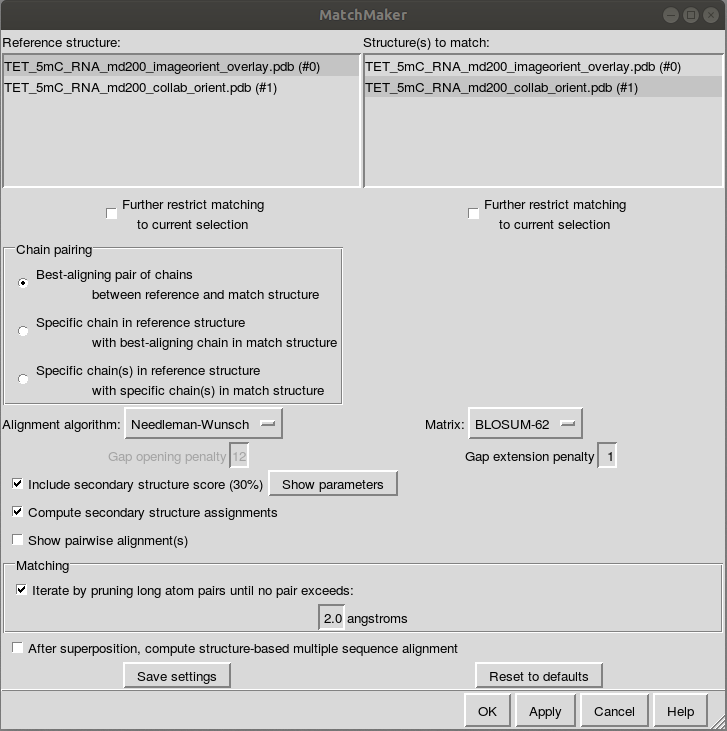 MatchMaker
Reference structure:
Structure(s) to match:
TET_5mC_RNA_md200_imageorient_overlay.pdb (#0)
TET_5mC_RNA_md200_collab_orient.pdb (#1)
TET_5mC_RNA_md200_imageorient_overlay.pdb (#0)
TET_5mC_RNA_md200_collab_orient.pdb (#1)
Further restrict matching
to current selection
Further restrict matching
to current selection
Chain pairing
Best-aligning pair of chains
between reference and match structure
Specific chain in reference structure
with best-aligning chain in match structure
Specific chain(s) in reference structure
with specific chain(s) in match structure
Alignment algorithm: Needleman-Wunsch
Matrix: BLOSUM-62
Gap opening penalty 12
Gap extension penalty 1
Include secondary structure score (30%) Show parameters
Compute secondary structure assignments
Show pairwise alignment(s)
Matching
Iterate by pruning long atom pairs until no pair exceeds:
2.0 angstroms
After superposition, compute structure-based multiple sequence alignment
Save settings
Reset to defaults
OK Apply Cancel Help